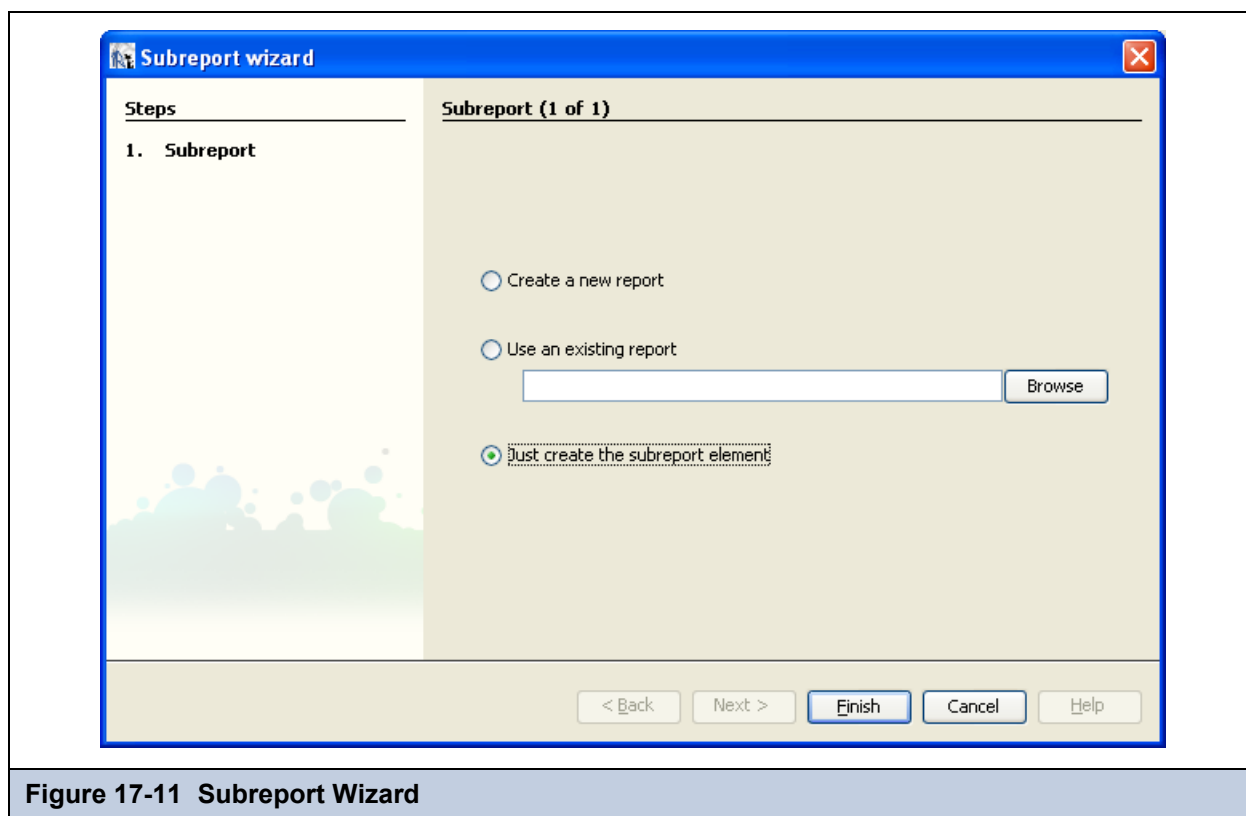 Subreport wizard
Steps
1. Subreport
Subreport (1 of 1)
Create a new report
Use an existing report
Browse
Just create the subreport element
< Back Next > Finish Cancel Help
Figure 17-11 Subreport Wizard